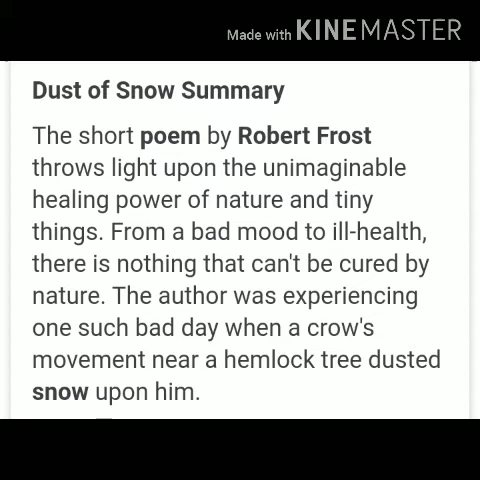 Made with KINEMASTER
Dust of Snow Summary
The short poem by Robert Frost
throws light upon the unimaginable
healing power of nature and tiny
things. From a bad mood to ill-health,
there is nothing that can't be cured by
nature. The author was experiencing
one such bad day when a crow's
movement near a hemlock tree dusted
snow upon him.